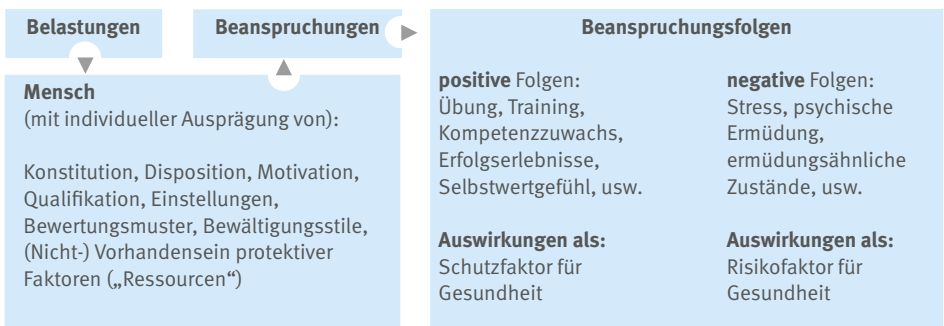 Belastungen
Beanspruchungen
Mensch
(mit individueller Ausprägung von):
Konstitution, Disposition, Motivation,
Qualifikation, Einstellungen,
Bewertungsmuster, Bewältigungsstile,
(Nicht-) Vorhandensein protektiver
Faktoren („Ressourcen“)
Beanspruchungsfolgen
positive Folgen:
Übung, Training,
Kompetenzzuwachs,
Erfolgserlebnisse,
Selbstwertgefühl, usw.
Auswirkungen als:
Schutzfaktor für
Gesundheit
negative Folgen:
Stress, psychische
Ermüdung,
ermüdungsähnliche
Zustände, usw.
Auswirkungen als:
Risikofaktor für
Gesundheit